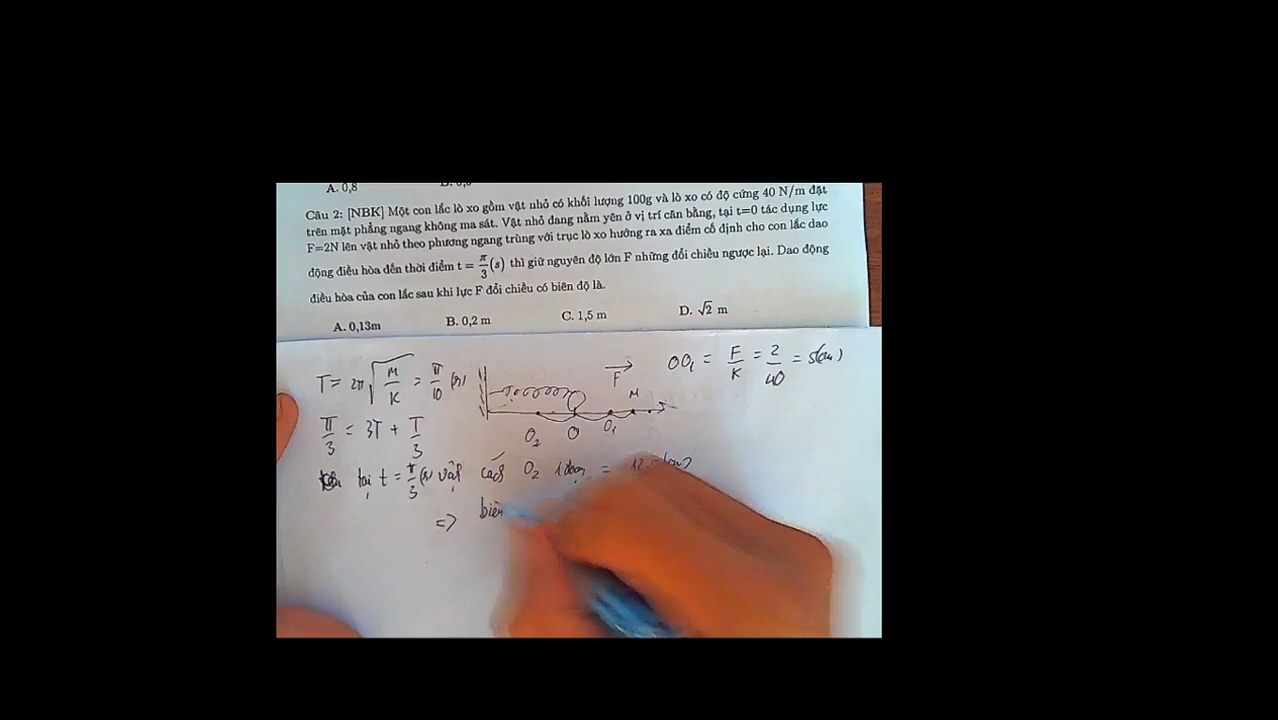 A. 0,8
Câu 2: [NBK] Một con lắc lò xo gồm vật nhỏ có khối lượng 100g và lò xo có độ cứng 40 N/m đặt
trên mặt phẳng ngang không ma sát. Vật nhỏ đang nằm yên ở vị trí cân bằng, tại t=0 tác dụng lực
F=2N lên vật nhỏ theo phương ngang trùng với trục lò xo hướng ra xa điểm cố định cho con lắc dao
động điều hòa đến thời điểm t = π/3 (s) thì giữ nguyên độ lớn F những đổi chiều ngược lại. Dao động
điều hòa của con lắc sau khi lực F đổi chiều có biên độ là.
A. 0,13m B. 0,2 m C. 1,5 m D. √2 m
T = 2π √(M/K) = π/10 (s)
F
M
O₂ O O₁
OO₁ = F/K = 2/40 = 5(cm)
π/3 = 3T + T/3
tại t = π/3 (s) vật cách O₂ 1 đoạn =
=> biên